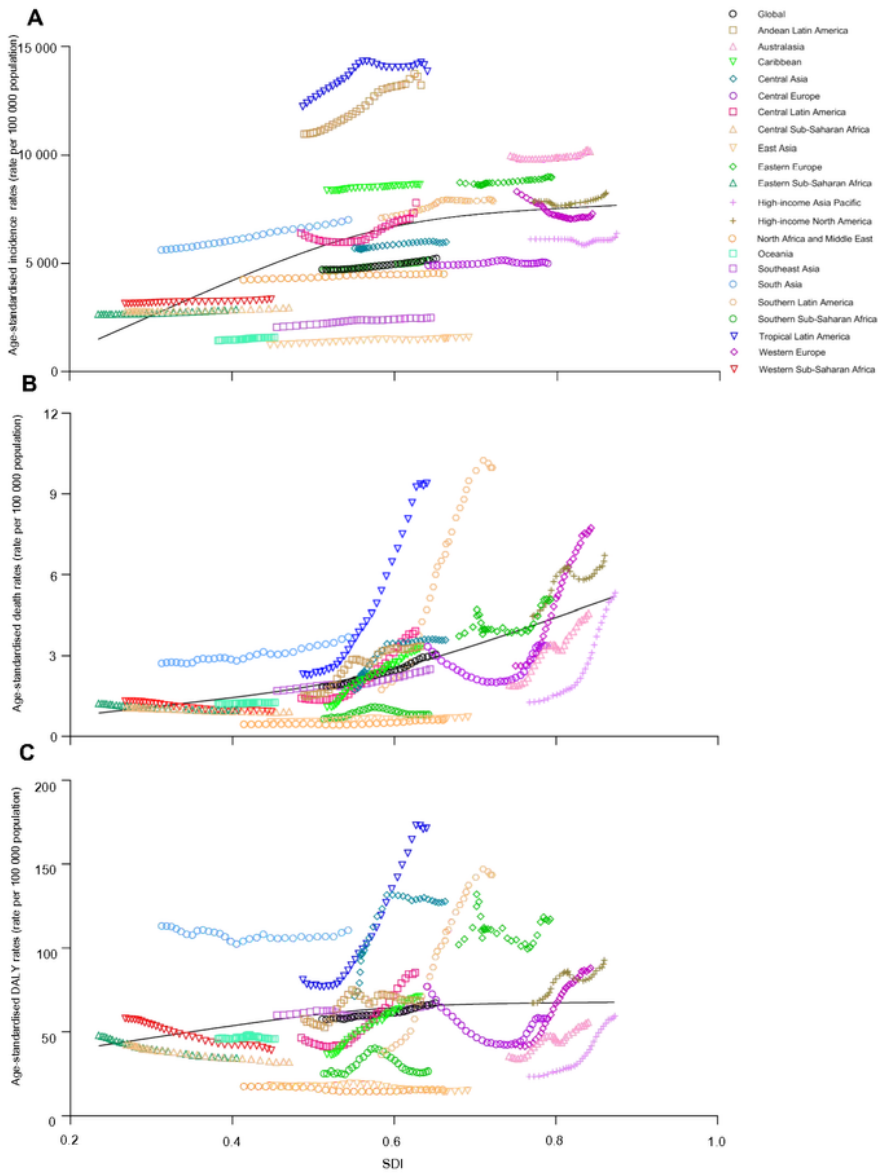 A
Age-standardised incidence rates (rate per 100 000 population)
15 000
10 000
5 000
0
Global
Andean Latin America
Australasia
Caribbean
Central Asia
Central Europe
Central Latin America
Central Sub-Saharan Africa
East Asia
Eastern Europe
Eastern Sub-Saharan Africa
High-income Asia Pacific
High-income North America
North Africa and Middle East
Oceania
Southeast Asia
South Asia
Southern Latin America
Southern Sub-Saharan Africa
Tropical Latin America
Western Europe
Western Sub-Saharan Africa
B
Age-standardised death rates (rate per 100 000 population)
12
9
6
3
0
C
Age-standardised DALY rates (rate per 100 000 population)
200
150
100
50
0
0.2 0.4 0.6 0.8 1.0
SDI